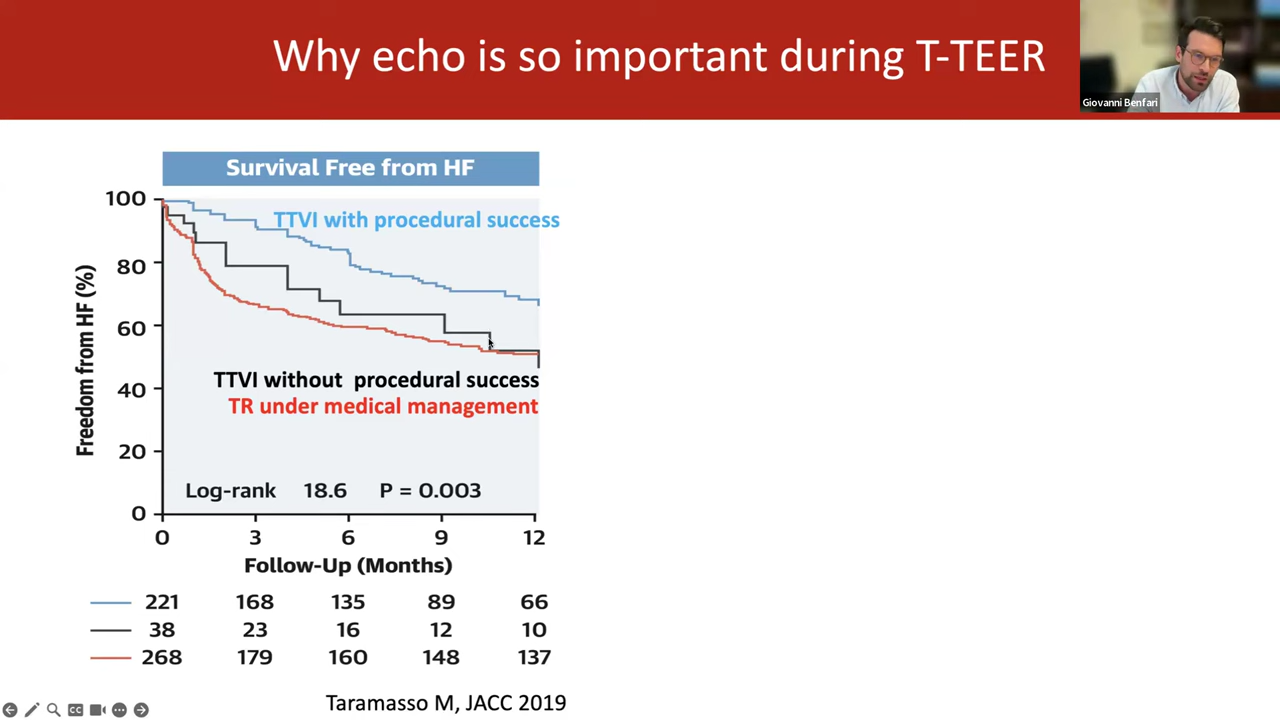 Why echo is so important during T-TEER
Giovanni Benfari
Survival Free from HF
100
80
60
40
20
0
Freedom from HF (%)
TTVI with procedural success
TTVI without procedural success
TR under medical management
Log-rank 18.6 P = 0.003
0 3 6 9 12
Follow-Up (Months)
221 168 135 89 66
38 23 16 12 10
268 179 160 148 137
Taramasso M, JACC 2019
CC